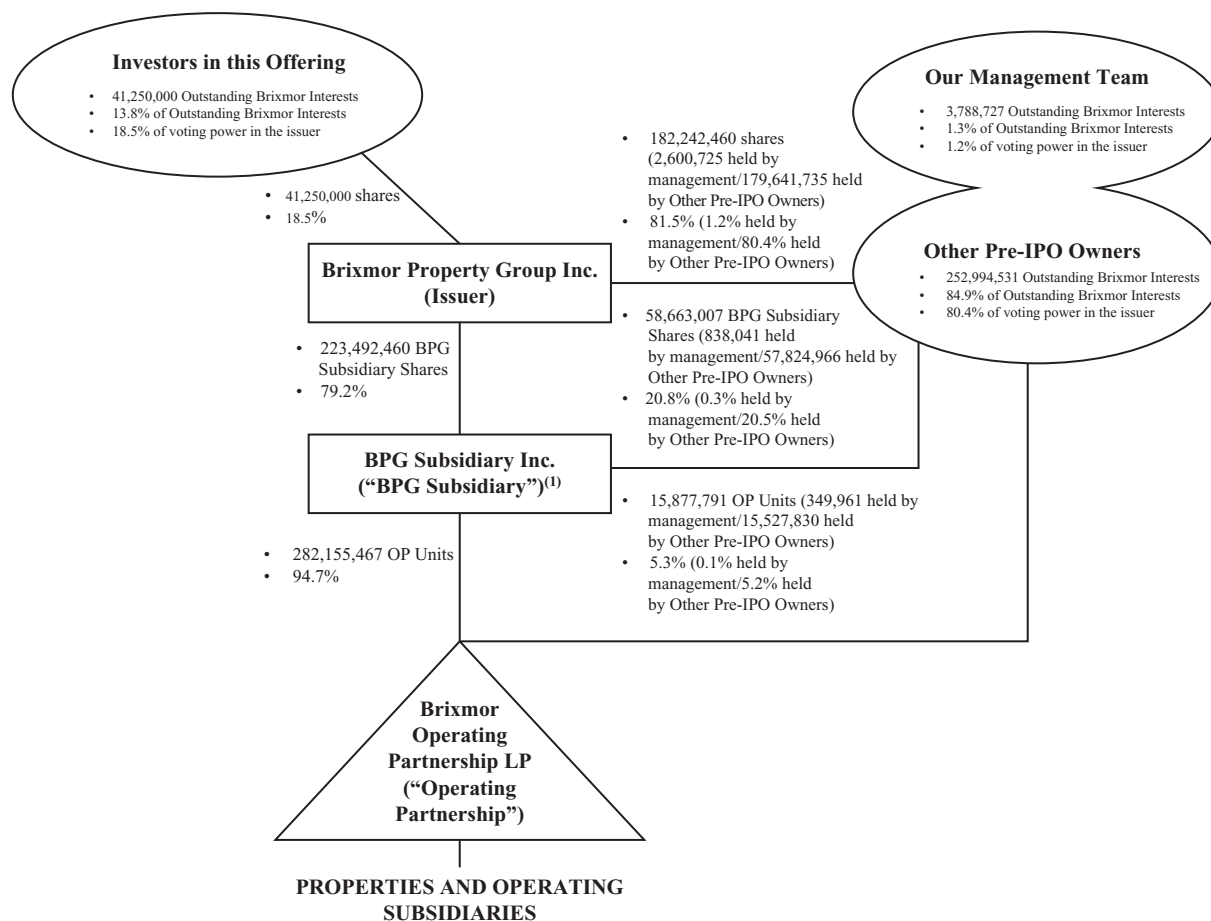 Investors in this Offering
• 41,250,000 Outstanding Brixmor Interests
• 13.8% of Outstanding Brixmor Interests
• 18.5% of voting power in the issuer
Our Management Team
• 3,788,727 Outstanding Brixmor Interests
• 1.3% of Outstanding Brixmor Interests
• 1.2% of voting power in the issuer
• 182,242,460 shares
(2,600,725 held by
management/179,641,735 held
by Other Pre-IPO Owners)
• 81.5% (1.2% held by
management/80.4% held
by Other Pre-IPO Owners)
• 41,250,000 shares
• 18.5%
Other Pre-IPO Owners
• 252,994,531 Outstanding Brixmor Interests
• 84.9% of Outstanding Brixmor Interests
• 80.4% of voting power in the issuer
Brixmor Property Group Inc.
(Issuer)
• 58,663,007 BPG Subsidiary
Shares (838,041 held
by management/57,824,966 held by
Other Pre-IPO Owners)
• 20.8% (0.3% held by
management/20.5% held
by Other Pre-IPO Owners)
• 223,492,460 BPG
Subsidiary Shares
• 79.2%
BPG Subsidiary Inc.
(“BPG Subsidiary”)(1)
• 15,877,791 OP Units (349,961 held by
management/15,527,830 held
by Other Pre-IPO Owners)
• 5.3% (0.1% held by
management/5.2% held
by Other Pre-IPO Owners)
• 282,155,467 OP Units
• 94.7%
Brixmor
Operating
Partnership LP
(“Operating
Partnership”)
PROPERTIES AND OPERATING
SUBSIDIARIES